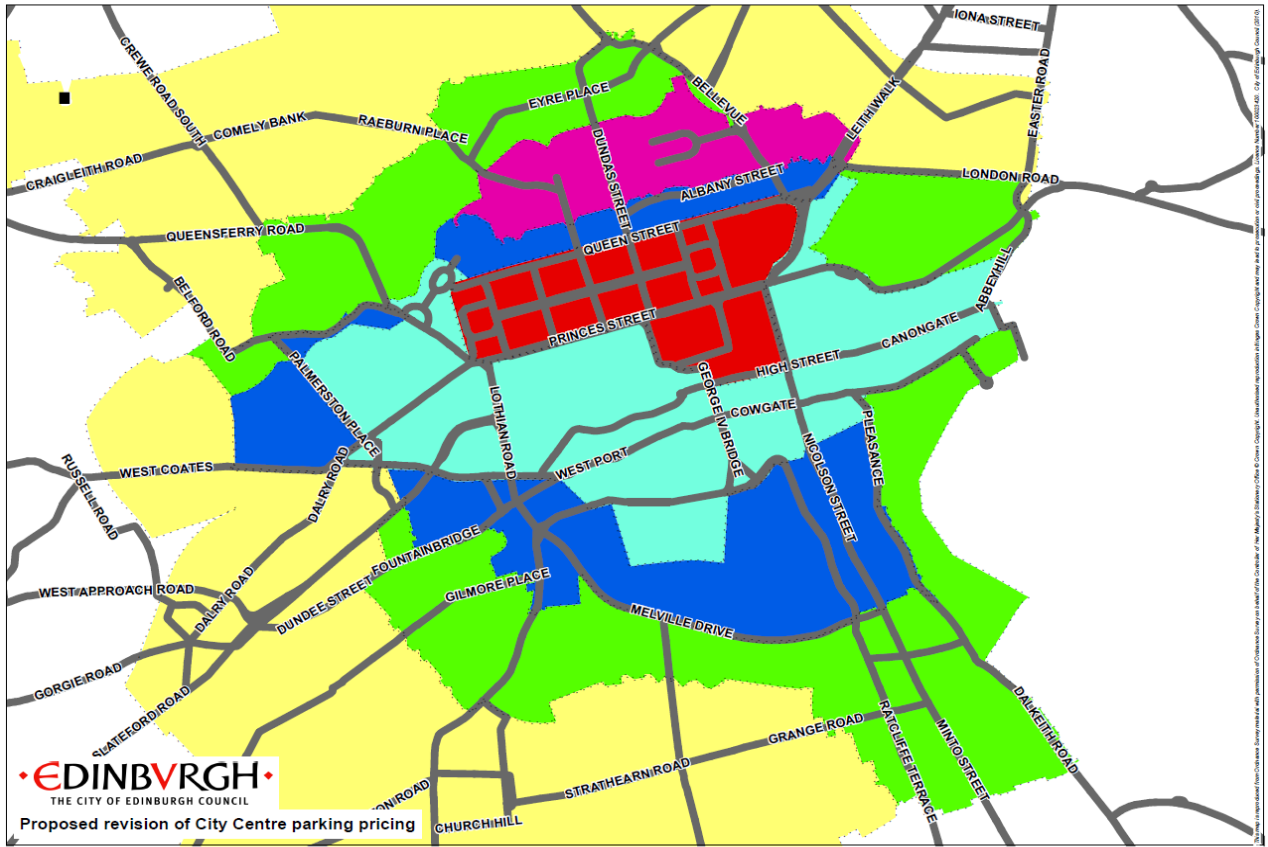 IONA STREET
CREWE ROAD SOUTH
EASTER ROAD
BELLEVUE
EYRE PLACE
LEITH WALK
COMELY BANK
RAEBURN PLACE
DUNDAS STREET
CRAIGLEITH ROAD
LONDON ROAD
ALBANY STREET
QUEENSFERRY ROAD
QUEEN STREET
BELFORD ROAD
ABBEYHILL
PRINCES STREET
CANONGATE
HIGH STREET
PALMERSTON PLACE
GEORGE IV BRIDGE
LOTHIAN ROAD
COWGATE
PLEASANCE
NICOLSON STREET
WEST PORT
WEST COATES
RUSSELL ROAD
DALRY ROAD
FOUNTAINBRIDGE
DUNDEE STREET
GILMORE PLACE
WEST APPROACH ROAD
DALRY ROAD
MELVILLE DRIVE
GORGIE ROAD
SLATEFORD ROAD
DALKEITH ROAD
RATCLIFFE TERRACE
MINTO STREET
GRANGE ROAD
STRATHEARN ROAD
ON ROAD
CHURCH HILL
EDINBVRGH
THE CITY OF EDINBURGH COUNCIL
Proposed revision of City Centre parking pricing